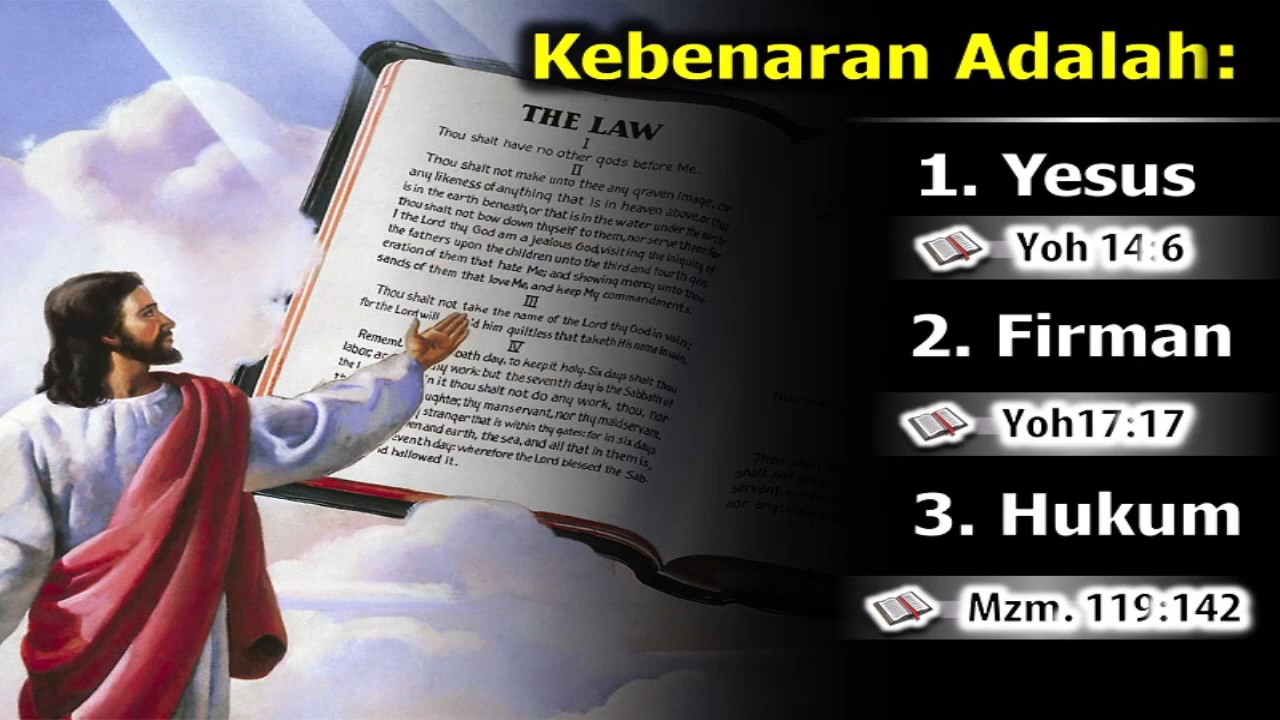 Kebenaran Adalah:
1. Yesus
Yoh 14:6
2. Firman
Yoh17:17
3. Hukum
Mzm. 119:142
THE LAW
I
Thou shalt have no other gods before Me.
II
Thou shalt not make unto thee any graven image, or
any likeness of anything that is in heaven above, or that
is in the earth beneath, or that is in the water under the earth:
thou shalt not bow down thyself to them, nor serve them: for
I the Lord thy God am a jealous God, visiting the iniquity of
the fathers upon the children unto the third and fourth gen-
eration of them that hate Me; and showing mercy unto thou-
sands of them that love Me, and keep My commandments.
III
Thou shalt not take the name of the Lord thy God in vain;
for the Lord will him quiltless that taketh His name in vain.
IV
bath day, to keep it holy. Six days shalt thou
labor, work: but the seventh day is the Sabbath of
the in it thou shalt not do any work, thou, nor
thy manservant, nor thy maidservant,
stranger that is within thy gates: for in six days
and earth, the sea, and all that in them is,
day: wherefore the Lord blessed the Sab-
hallowed it.